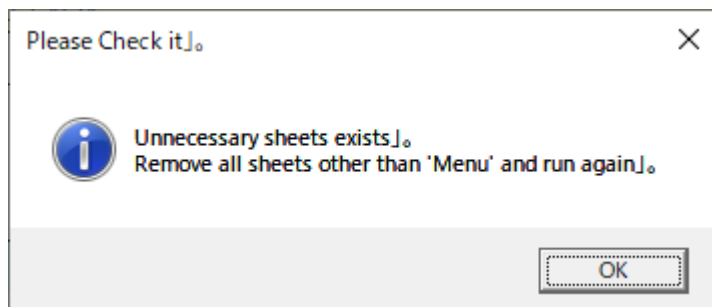 Please Check it」。
Unnecessary sheets exists」。
Remove all sheets other than 'Menu' and run again」。
OK